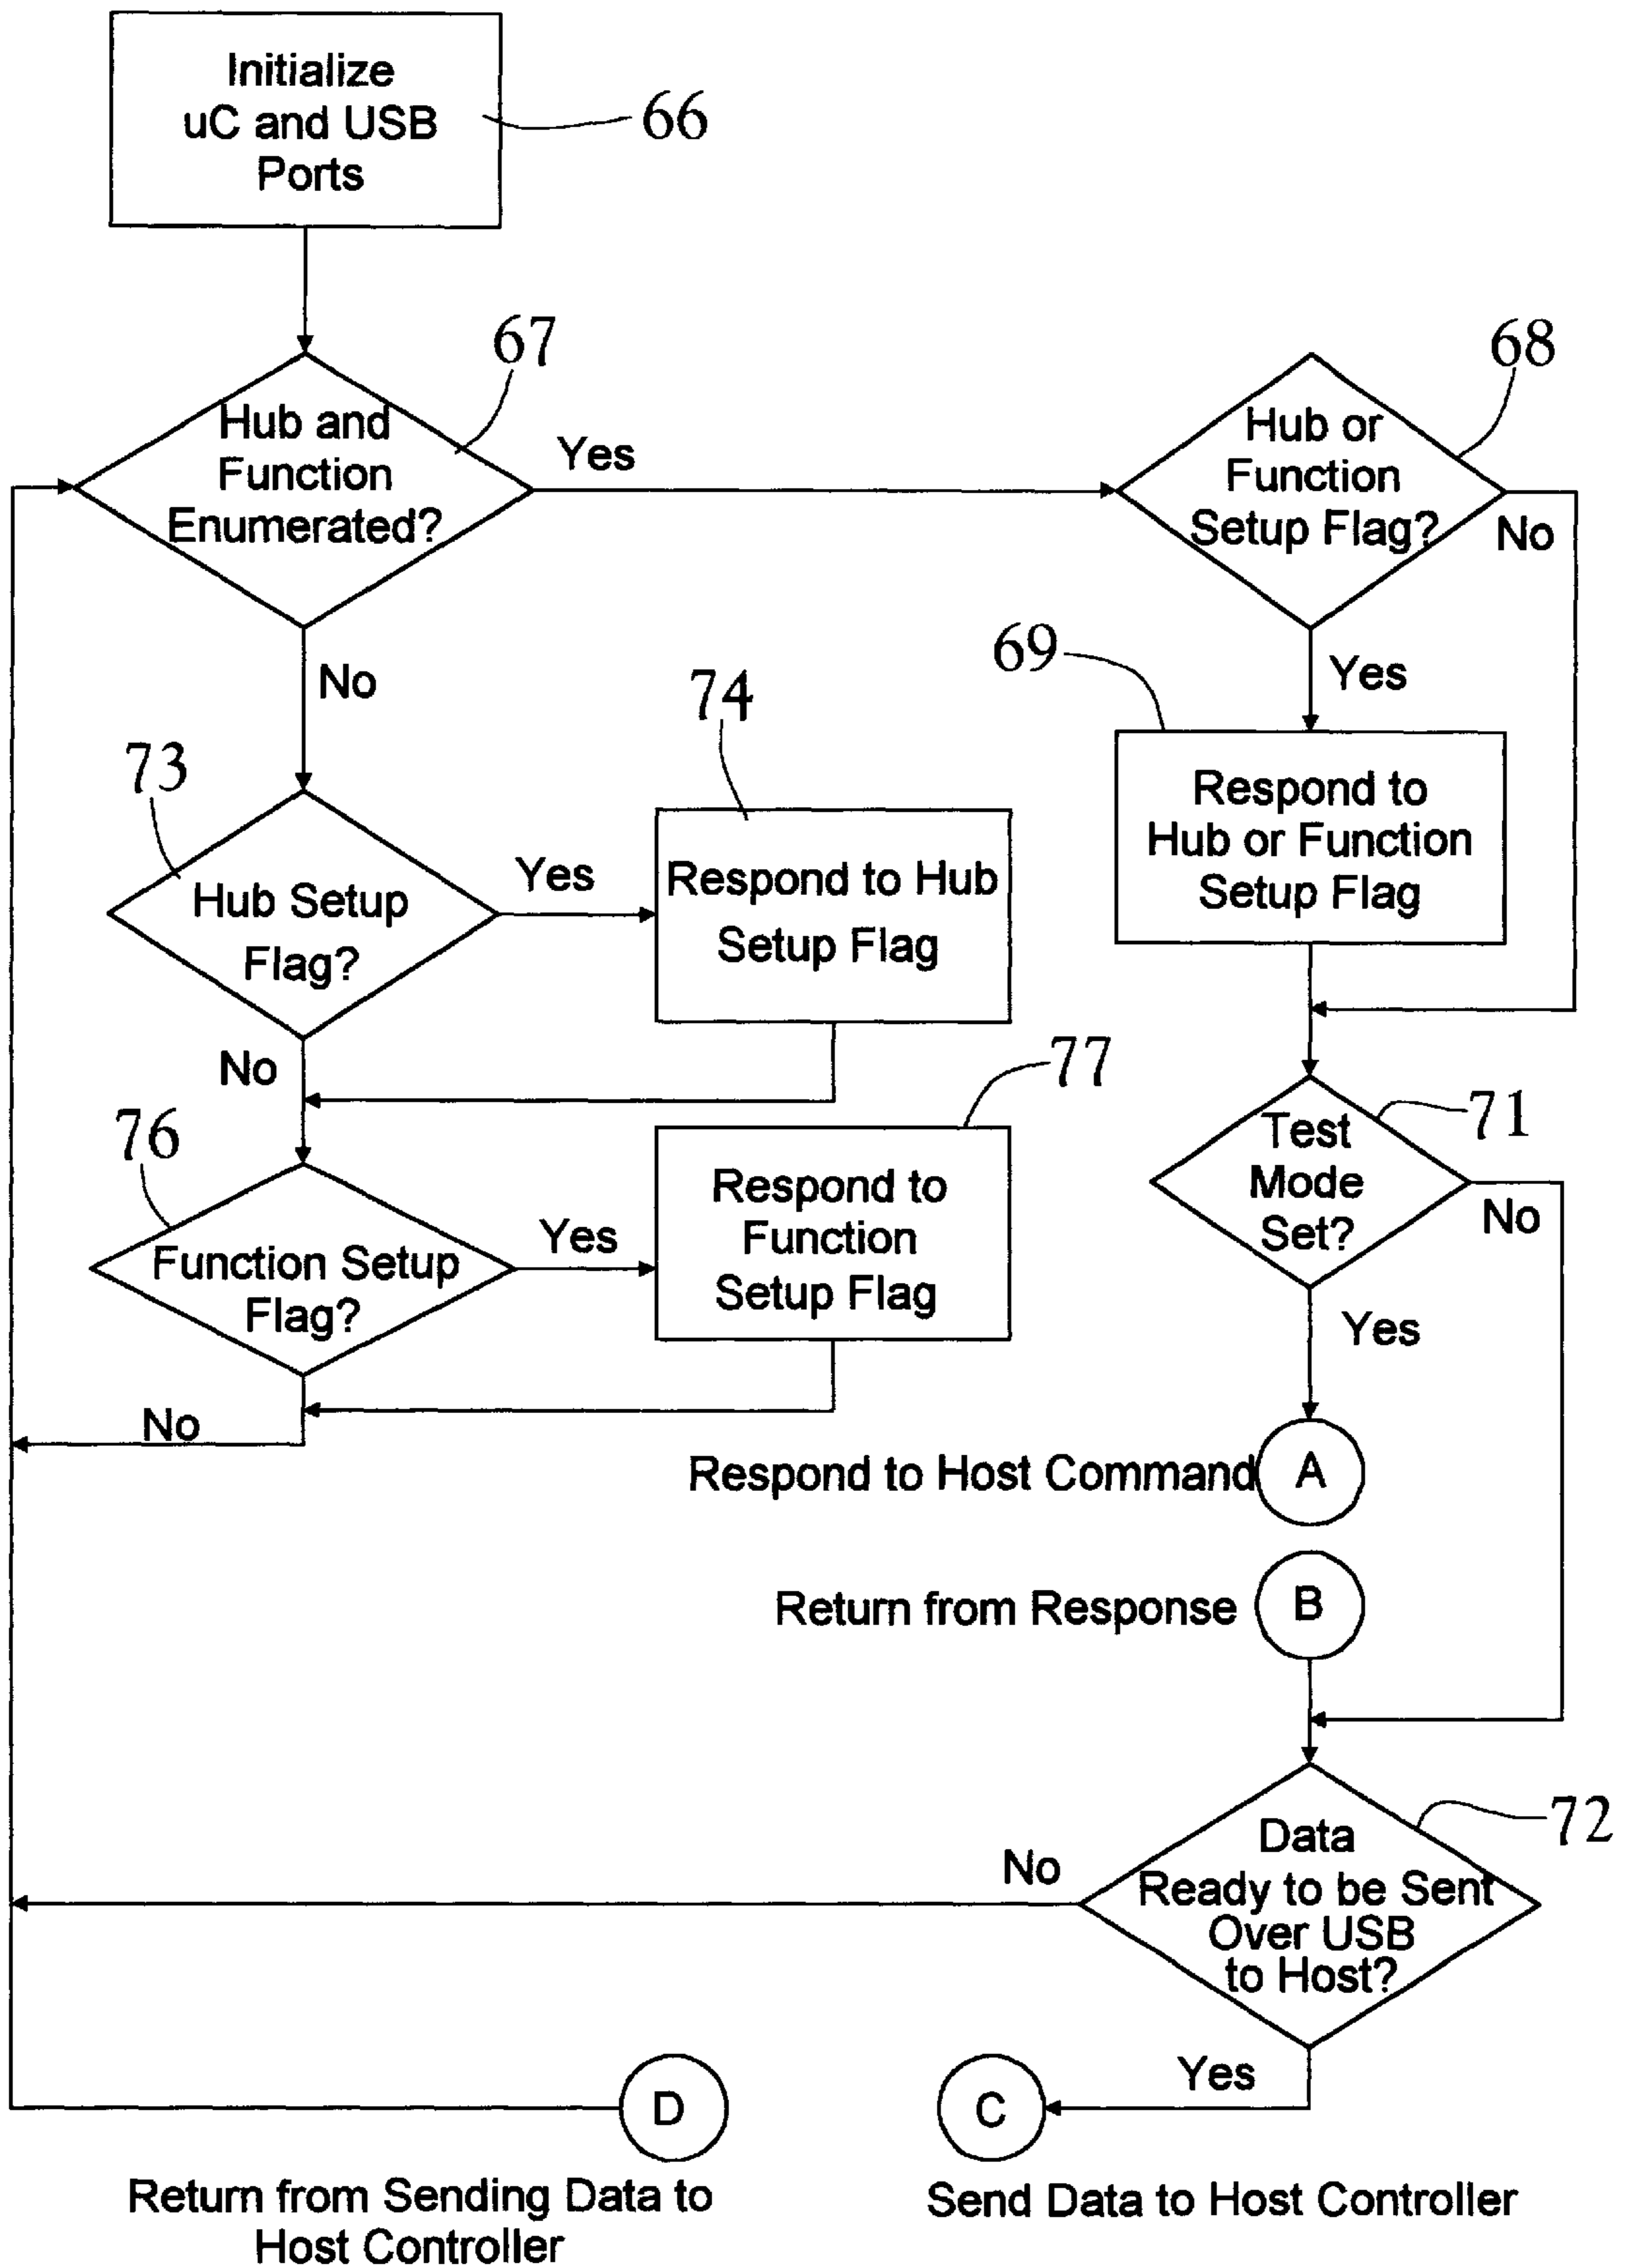 Initialize
uC and USB
Ports
66
67
Hub and
Function
Enumerated?
Yes
No
68
Hub or
Function
Setup Flag?
No
Yes
69
Respond to
Hub or Function
Setup Flag
73
Hub Setup
Flag?
Yes
No
74
Respond to Hub
Setup Flag
76
Function Setup
Flag?
Yes
No
77
Respond to
Function
Setup Flag
71
Test
Mode
Set?
No
Yes
Respond to Host Command
A
Return from Response
B
72
Data
Ready to be Sent
Over USB
to Host?
No
Yes
D
Return from Sending Data to
Host Controller
C
Send Data to Host Controller